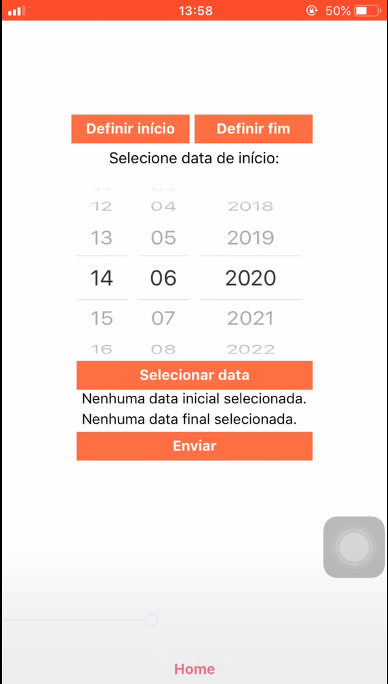 13:58 50%
Definir início Definir fim
Selecione data de início:
12 04 2018
13 05 2019
14 06 2020
15 07 2021
16 08 2022
Selecionar data
Nenhuma data inicial selecionada.
Nenhuma data final selecionada.
Enviar
Home